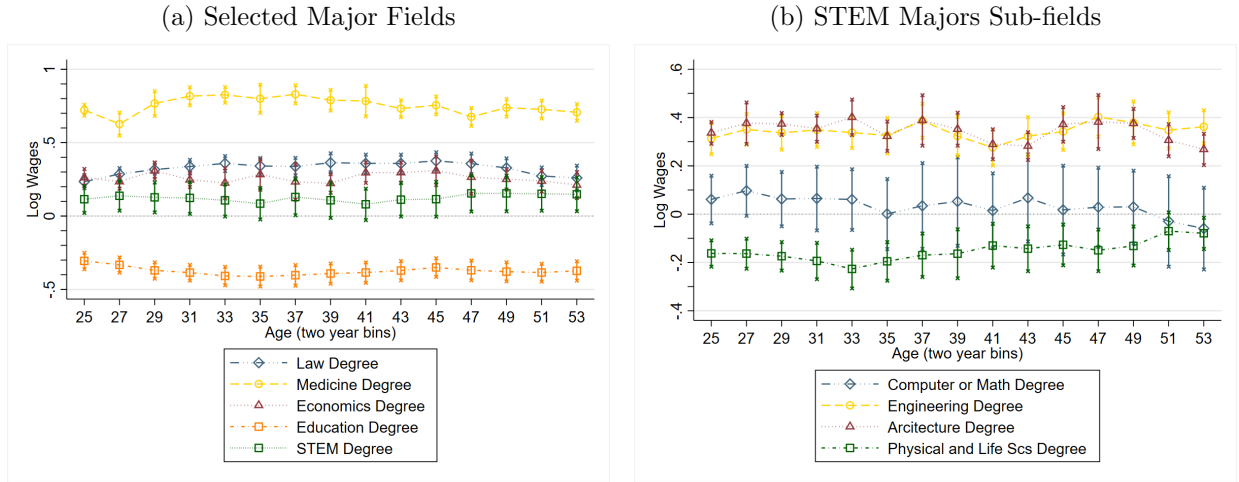 (a) Selected Major Fields
Log Wages
1
.5
0
-.5
25 27 29 31 33 35 37 39 41 43 45 47 49 51 53
Age (two year bins)
Law Degree
Medicine Degree
Economics Degree
Education Degree
STEM Degree
(b) STEM Majors Sub-fields
Log Wages
.6
.4
.2
0
-.2
-.4
25 27 29 31 33 35 37 39 41 43 45 47 49 51 53
Age (two year bins)
Computer or Math Degree
Engineering Degree
Arcitecture Degree
Physical and Life Scs Degree